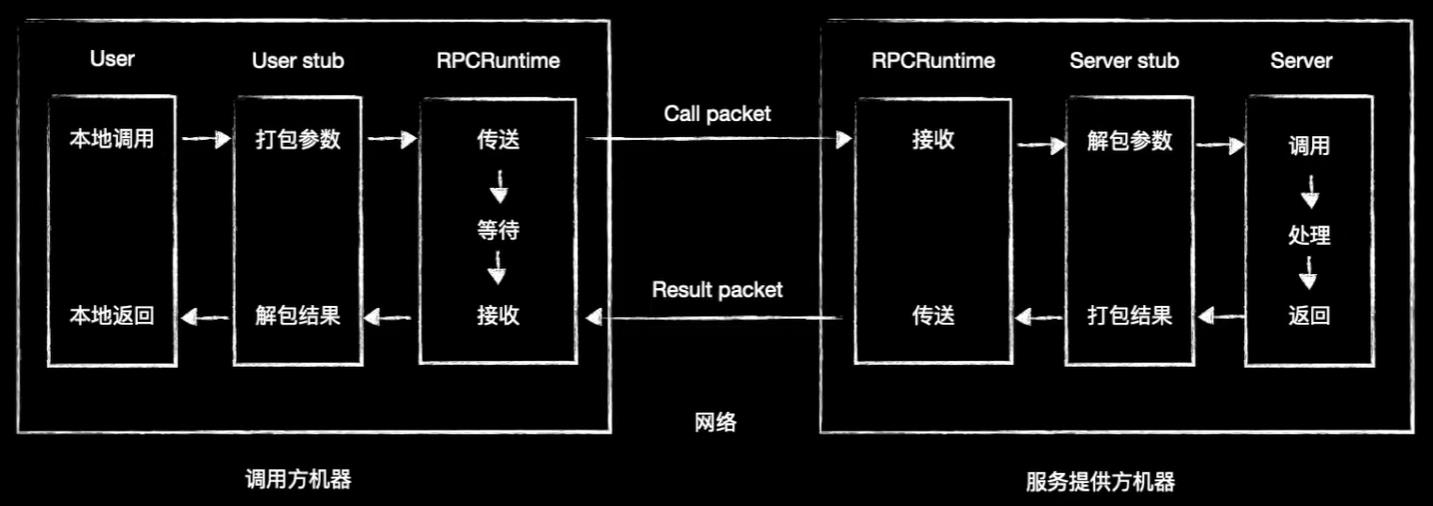 User
User stub
RPCRuntime
RPCRuntime
Server stub
Server
本地调用
打包参数
传送
Call packet
接收
解包参数
调用
等待
处理
本地返回
解包结果
接收
Result packet
传送
打包结果
返回
网络
调用方机器
服务提供方机器